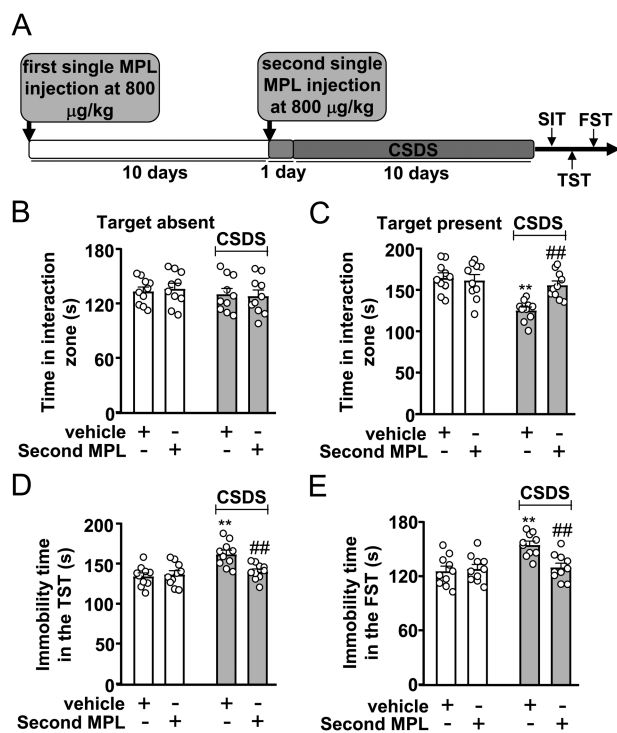 A
first single MPL
injection at 800
μg/kg
second single
MPL injection
at 800 μg/kg
SIT FST
CSDS
10 days 1 day 10 days TST
B
Target absent
CSDS
Time in interaction
zone (s)
180
120
60
0
vehicle + - + -
Second MPL - + - +
C
Target present
CSDS
Time in interaction
zone (s)
200
150
100
50
0
** ##
vehicle + - + -
Second MPL - + - +
D
CSDS
Immobility time
in the TST (s)
200
150
100
50
0
** ##
vehicle + - + -
Second MPL - + - +
E
CSDS
Immobility time
in the FST (s)
180
120
60
0
** ##
vehicle + - + -
Second MPL - + - +